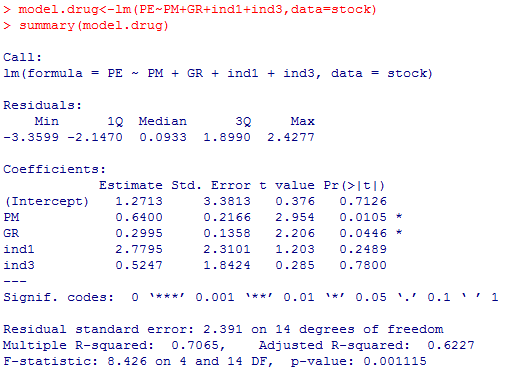 > model.drug<-lm(PE~PM+GR+ind1+ind3,data=stock)
> summary(model.drug)
Call:
lm(formula = PE ~ PM + GR + ind1 + ind3, data = stock)
Residuals:
    Min      1Q  Median      3Q     Max
-3.3599 -2.1470  0.0933  1.8990  2.4277
Coefficients:
            Estimate Std. Error t value Pr(>|t|)
(Intercept)   1.2713     3.3813   0.376   0.7126
PM            0.6400     0.2166   2.954   0.0105 *
GR            0.2995     0.1358   2.206   0.0446 *
ind1          2.7795     2.3101   1.203   0.2489
ind3          0.5247     1.8424   0.285   0.7800
---
Signif. codes:  0 ‘***’ 0.001 ‘**’ 0.01 ‘*’ 0.05 ‘.’ 0.1 ‘ ’ 1
Residual standard error: 2.391 on 14 degrees of freedom
Multiple R-squared:  0.7065,    Adjusted R-squared:  0.6227
F-statistic: 8.426 on 4 and 14 DF,  p-value: 0.001115